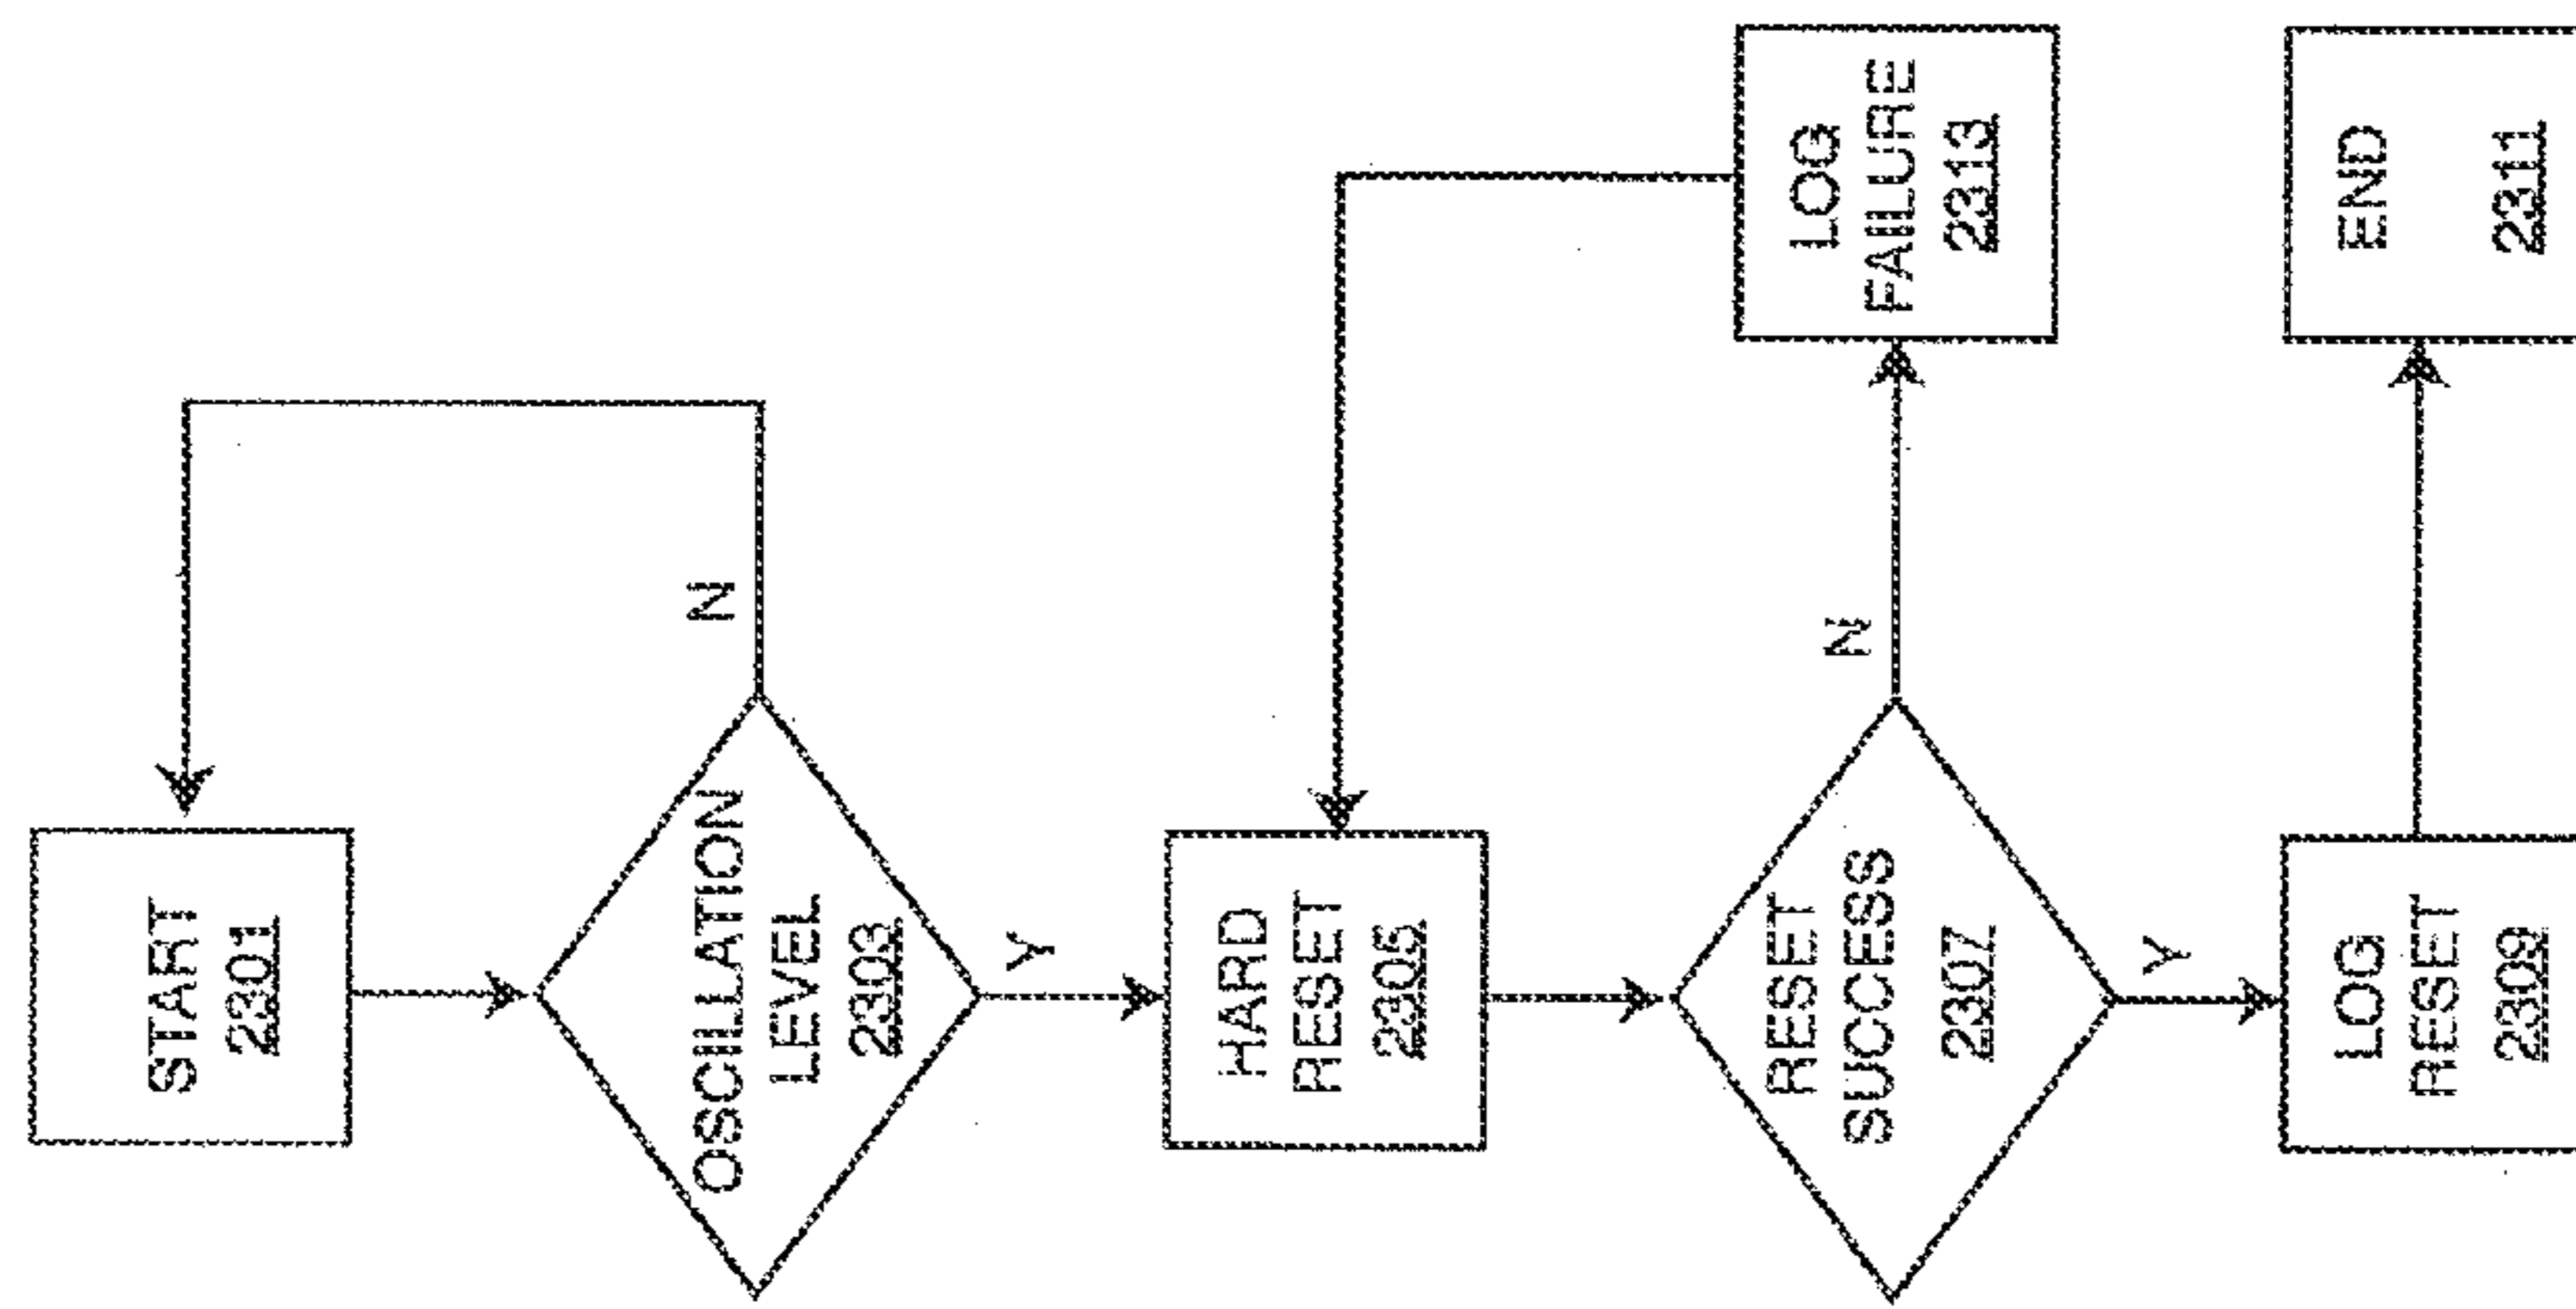 START
2301
OSCILLATION
LEVEL
2303
N
Y
HARD
RESET
2305
RESET
SUCCESS
2307
N
LOG
FAILURE
2313
Y
LOG
RESET
2309
END
2311